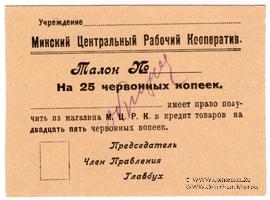 Учреждение
Минский Центральный Рабочий Кооператив.
Талон №
На 25 червонных копеек.
имеет право полу-
чить из магазина М. Ц. Р. К. в кредит товаров на
двадцать пять червонных копеек.
Председатель
Член Правления
Главбух